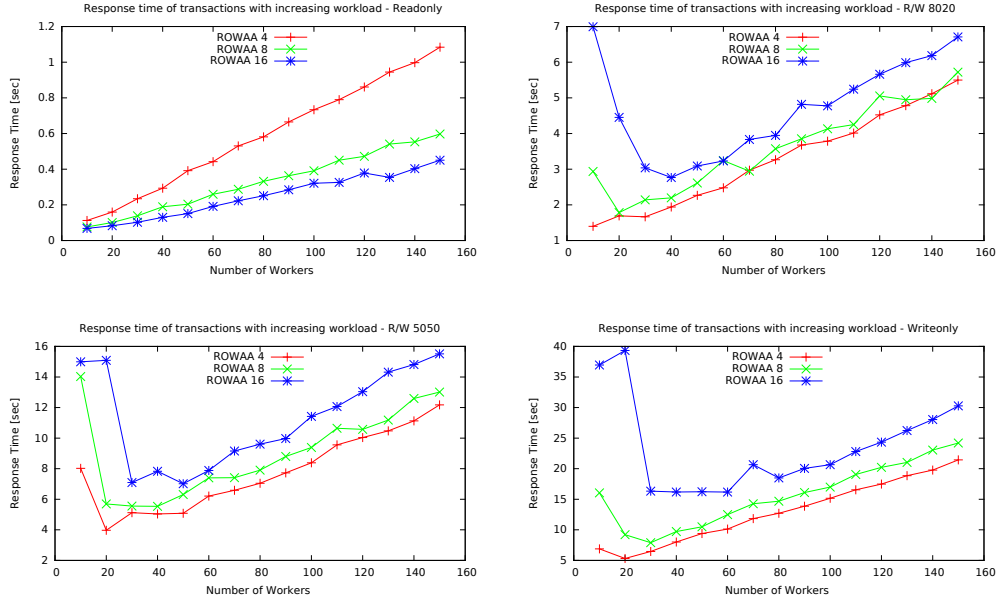 Response time of transactions with increasing workload - Readonly
ROWAA 4
ROWAA 8
ROWAA 16
Response Time [sec]
1.2
1
0.8
0.6
0.4
0.2
0
0 20 40 60 80 100 120 140 160
Number of Workers
Response time of transactions with increasing workload - R/W 8020
ROWAA 4
ROWAA 8
ROWAA 16
Response Time [sec]
7
6
5
4
3
2
1
0 20 40 60 80 100 120 140 160
Number of Workers
Response time of transactions with increasing workload - R/W 5050
ROWAA 4
ROWAA 8
ROWAA 16
Response Time [sec]
16
14
12
10
8
6
4
2
0 20 40 60 80 100 120 140 160
Number of Workers
Response time of transactions with increasing workload - Writeonly
ROWAA 4
ROWAA 8
ROWAA 16
Response Time [sec]
40
35
30
25
20
15
10
5
0 20 40 60 80 100 120 140 160
Number of Workers